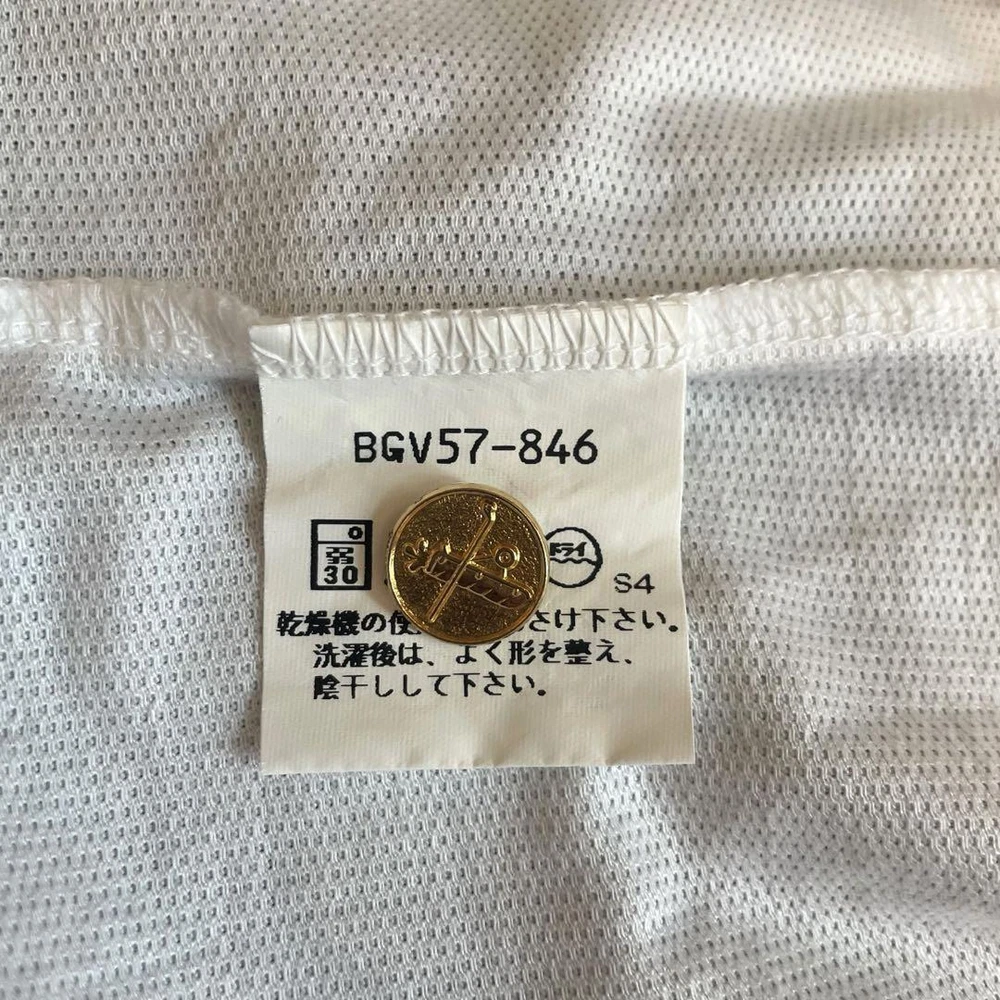 BGV57-846
弱
30
ドライ
S4
乾燥機の使 さけ下さい。
洗濯後は、よく形を整え、
陰干しして下さい。